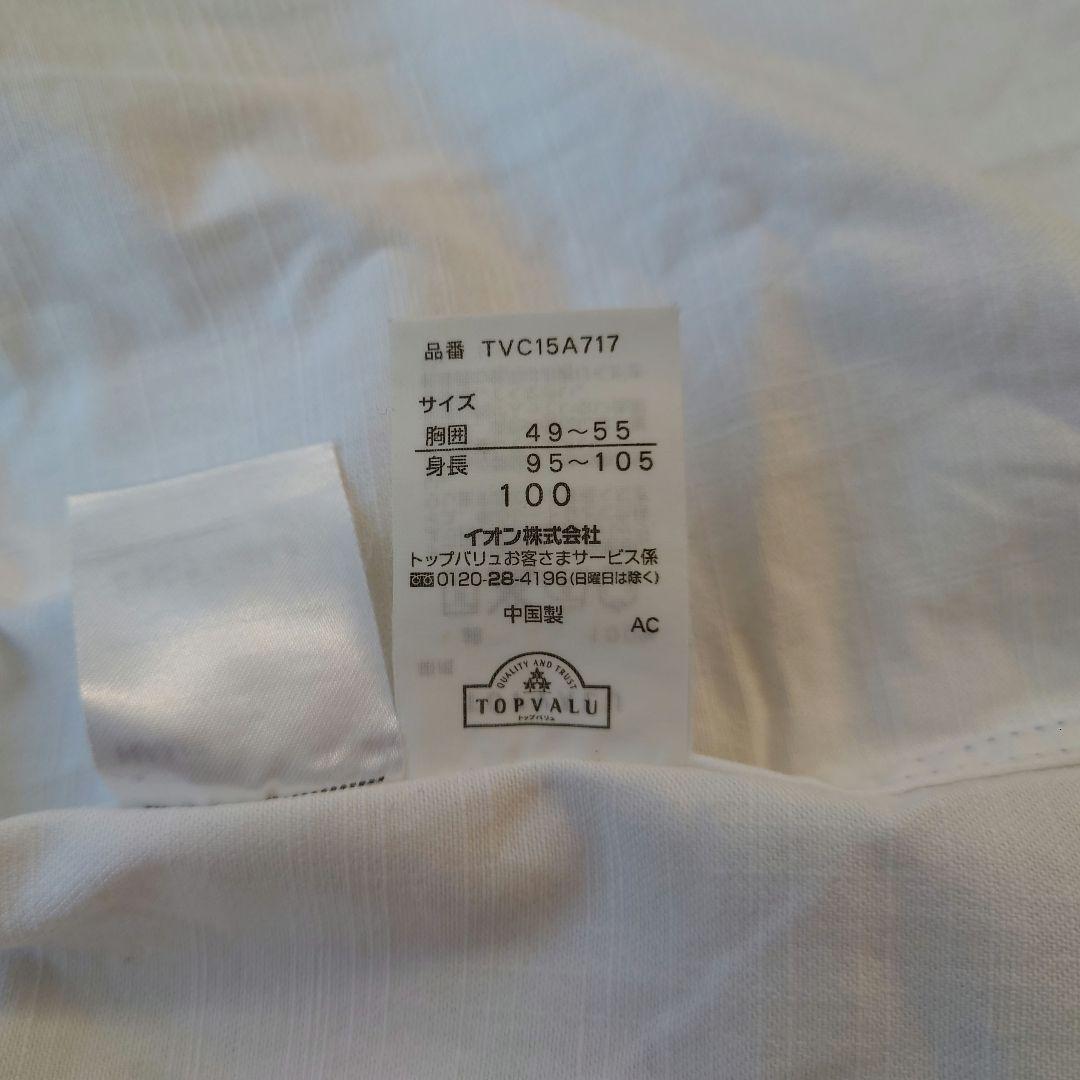 品番 TVC15A717
サイズ
胸囲 49～55
身長 95～105
100
イオン株式会社
トップバリュお客さまサービス係
0120-28-4196(日曜日は除く)
中国製
AC
QUALITY AND TRUST
TOPVALU
トップバリュ